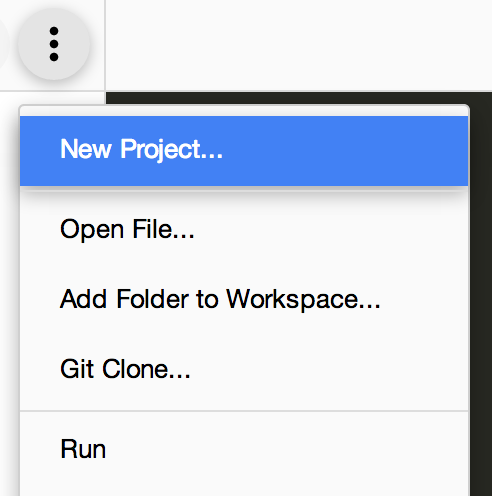 New Project...
Open File...
Add Folder to Workspace...
Git Clone...
Run